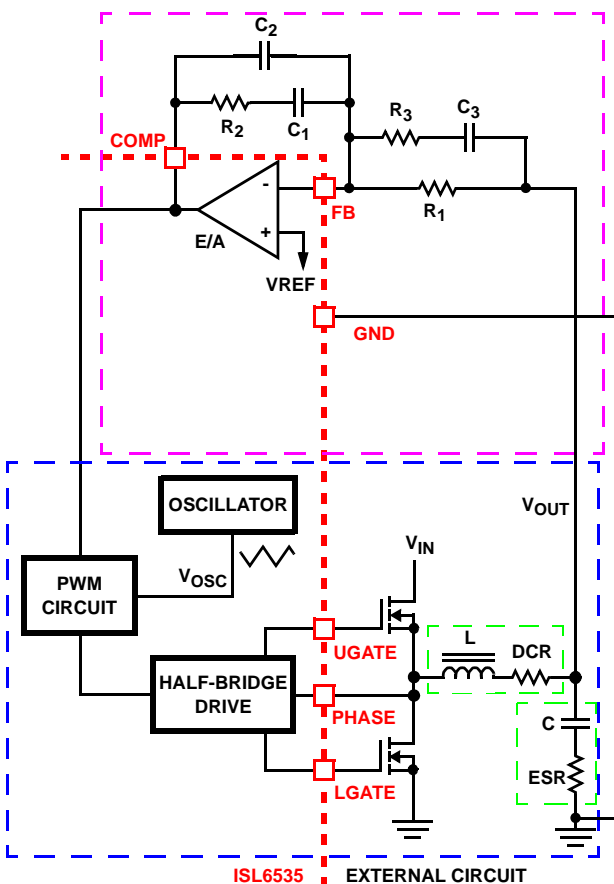 C2
R2
C1
R3
C3
COMP
-
+
E/A
FB
R1
VREF
GND
OSCILLATOR
VOUT
VOSC
VIN
PWM
CIRCUIT
L
DCR
UGATE
HALF-BRIDGE
DRIVE
PHASE
C
ESR
LGATE
ISL6535
EXTERNAL CIRCUIT